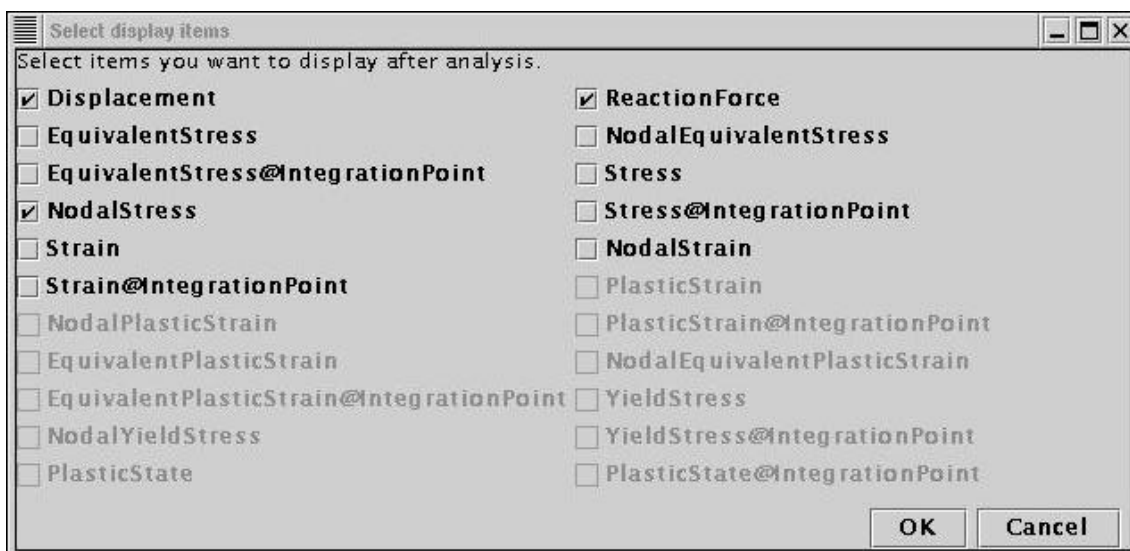 Select display items
Select items you want to display after analysis.
Displacement ReactionForce
EquivalentStress NodalEquivalentStress
EquivalentStress@IntegrationPoint Stress
NodalStress Stress@IntegrationPoint
Strain NodalStrain
Strain@IntegrationPoint PlasticStrain
NodalPlasticStrain PlasticStrain@IntegrationPoint
EquivalentPlasticStrain NodalEquivalentPlasticStrain
EquivalentPlasticStrain@IntegrationPoint YieldStress
NodalYieldStress YieldStress@IntegrationPoint
PlasticState PlasticState@IntegrationPoint
OK Cancel